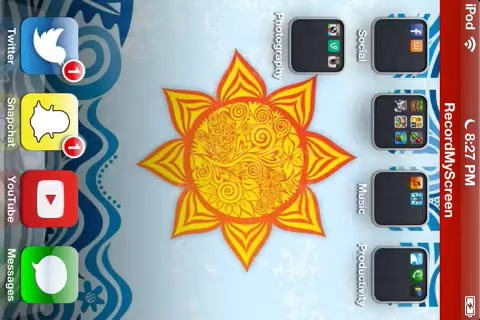 iPod 8:27 PM
RecordMyScreen
Social
Music
Productivity
Photography
Twitter
1
Snapchat
1
YouTube
Messages